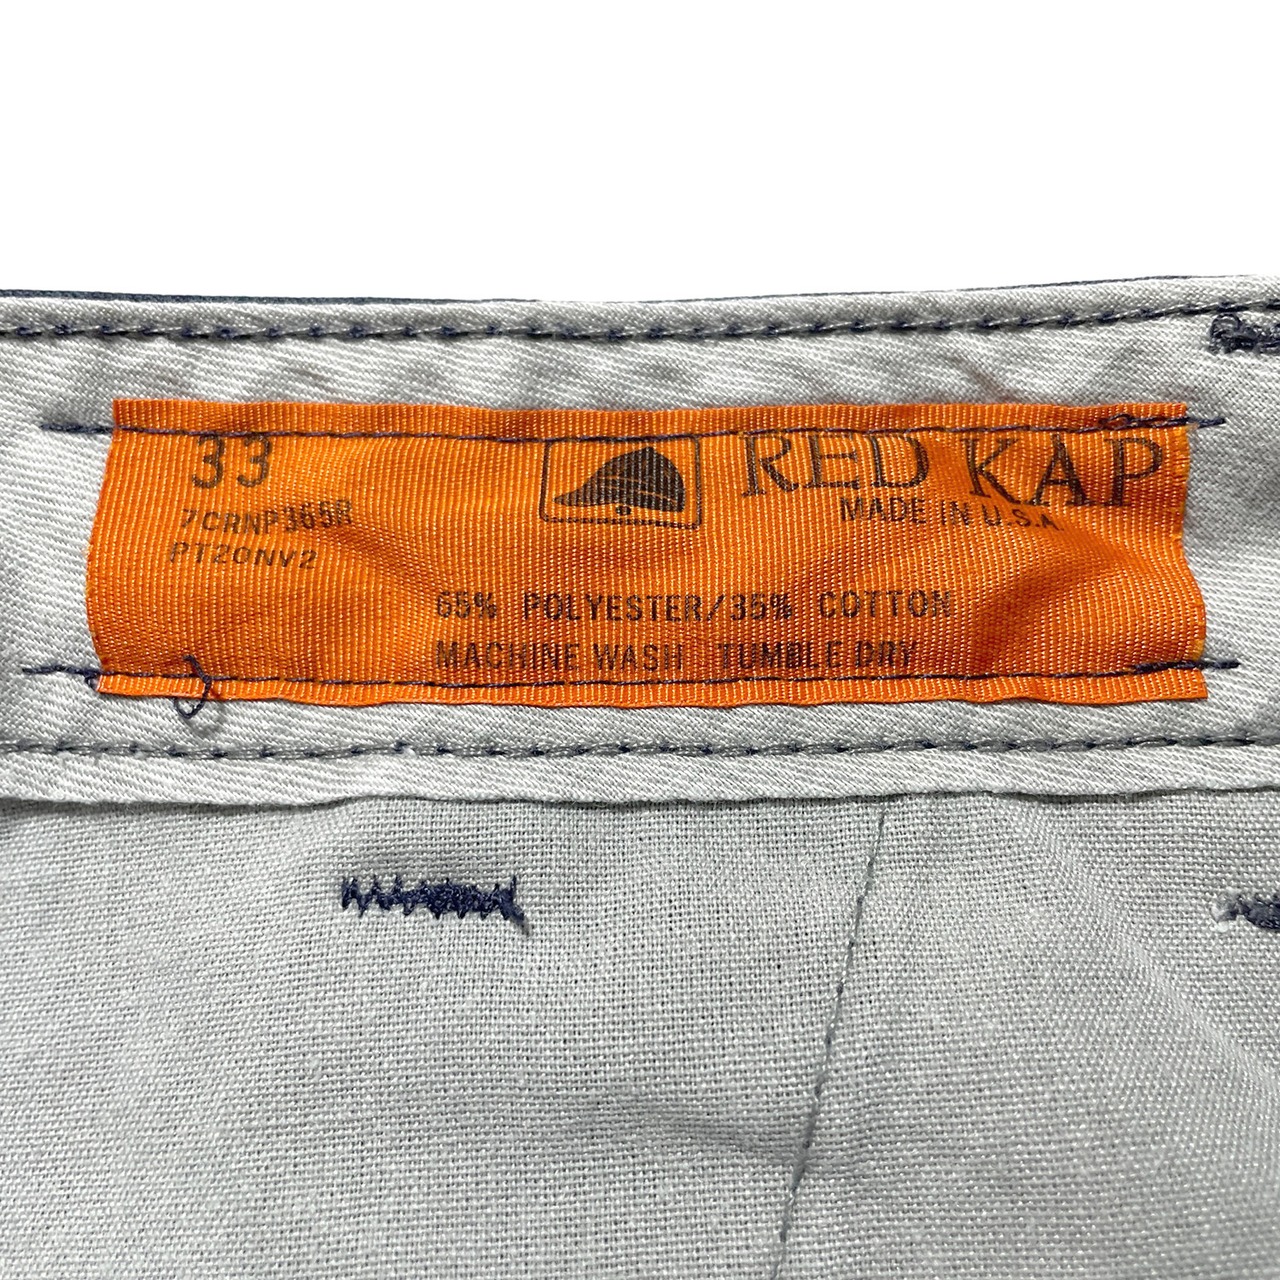 33
RED KAP
MADE IN U.S.A.
7CRNP365R
PT20NV2
65% POLYESTER/35% COTTON
MACHINE WASH TUMBLE DRY